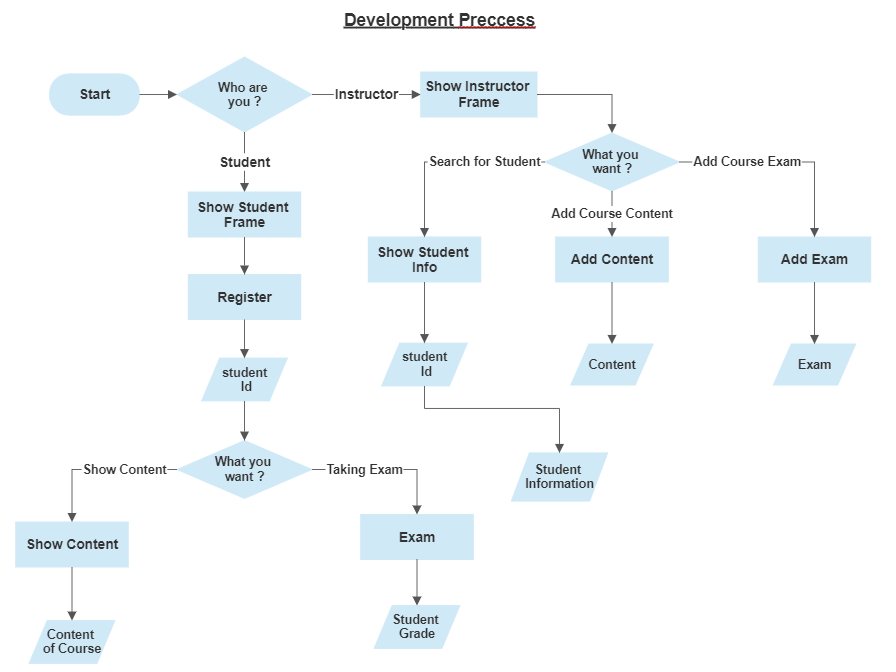 Development Preccess
Start
Who are
you ?
Instructor
Show Instructor
Frame
Student
Show Student
Frame
Register
student
Id
What you
want ?
Show Content
Taking Exam
Show Content
Exam
Content
of Course
Student
Grade
What you
want ?
Search for Student
Add Course Content
Add Course Exam
Show Student
Info
Add Content
Add Exam
student
Id
Content
Exam
Student
Information